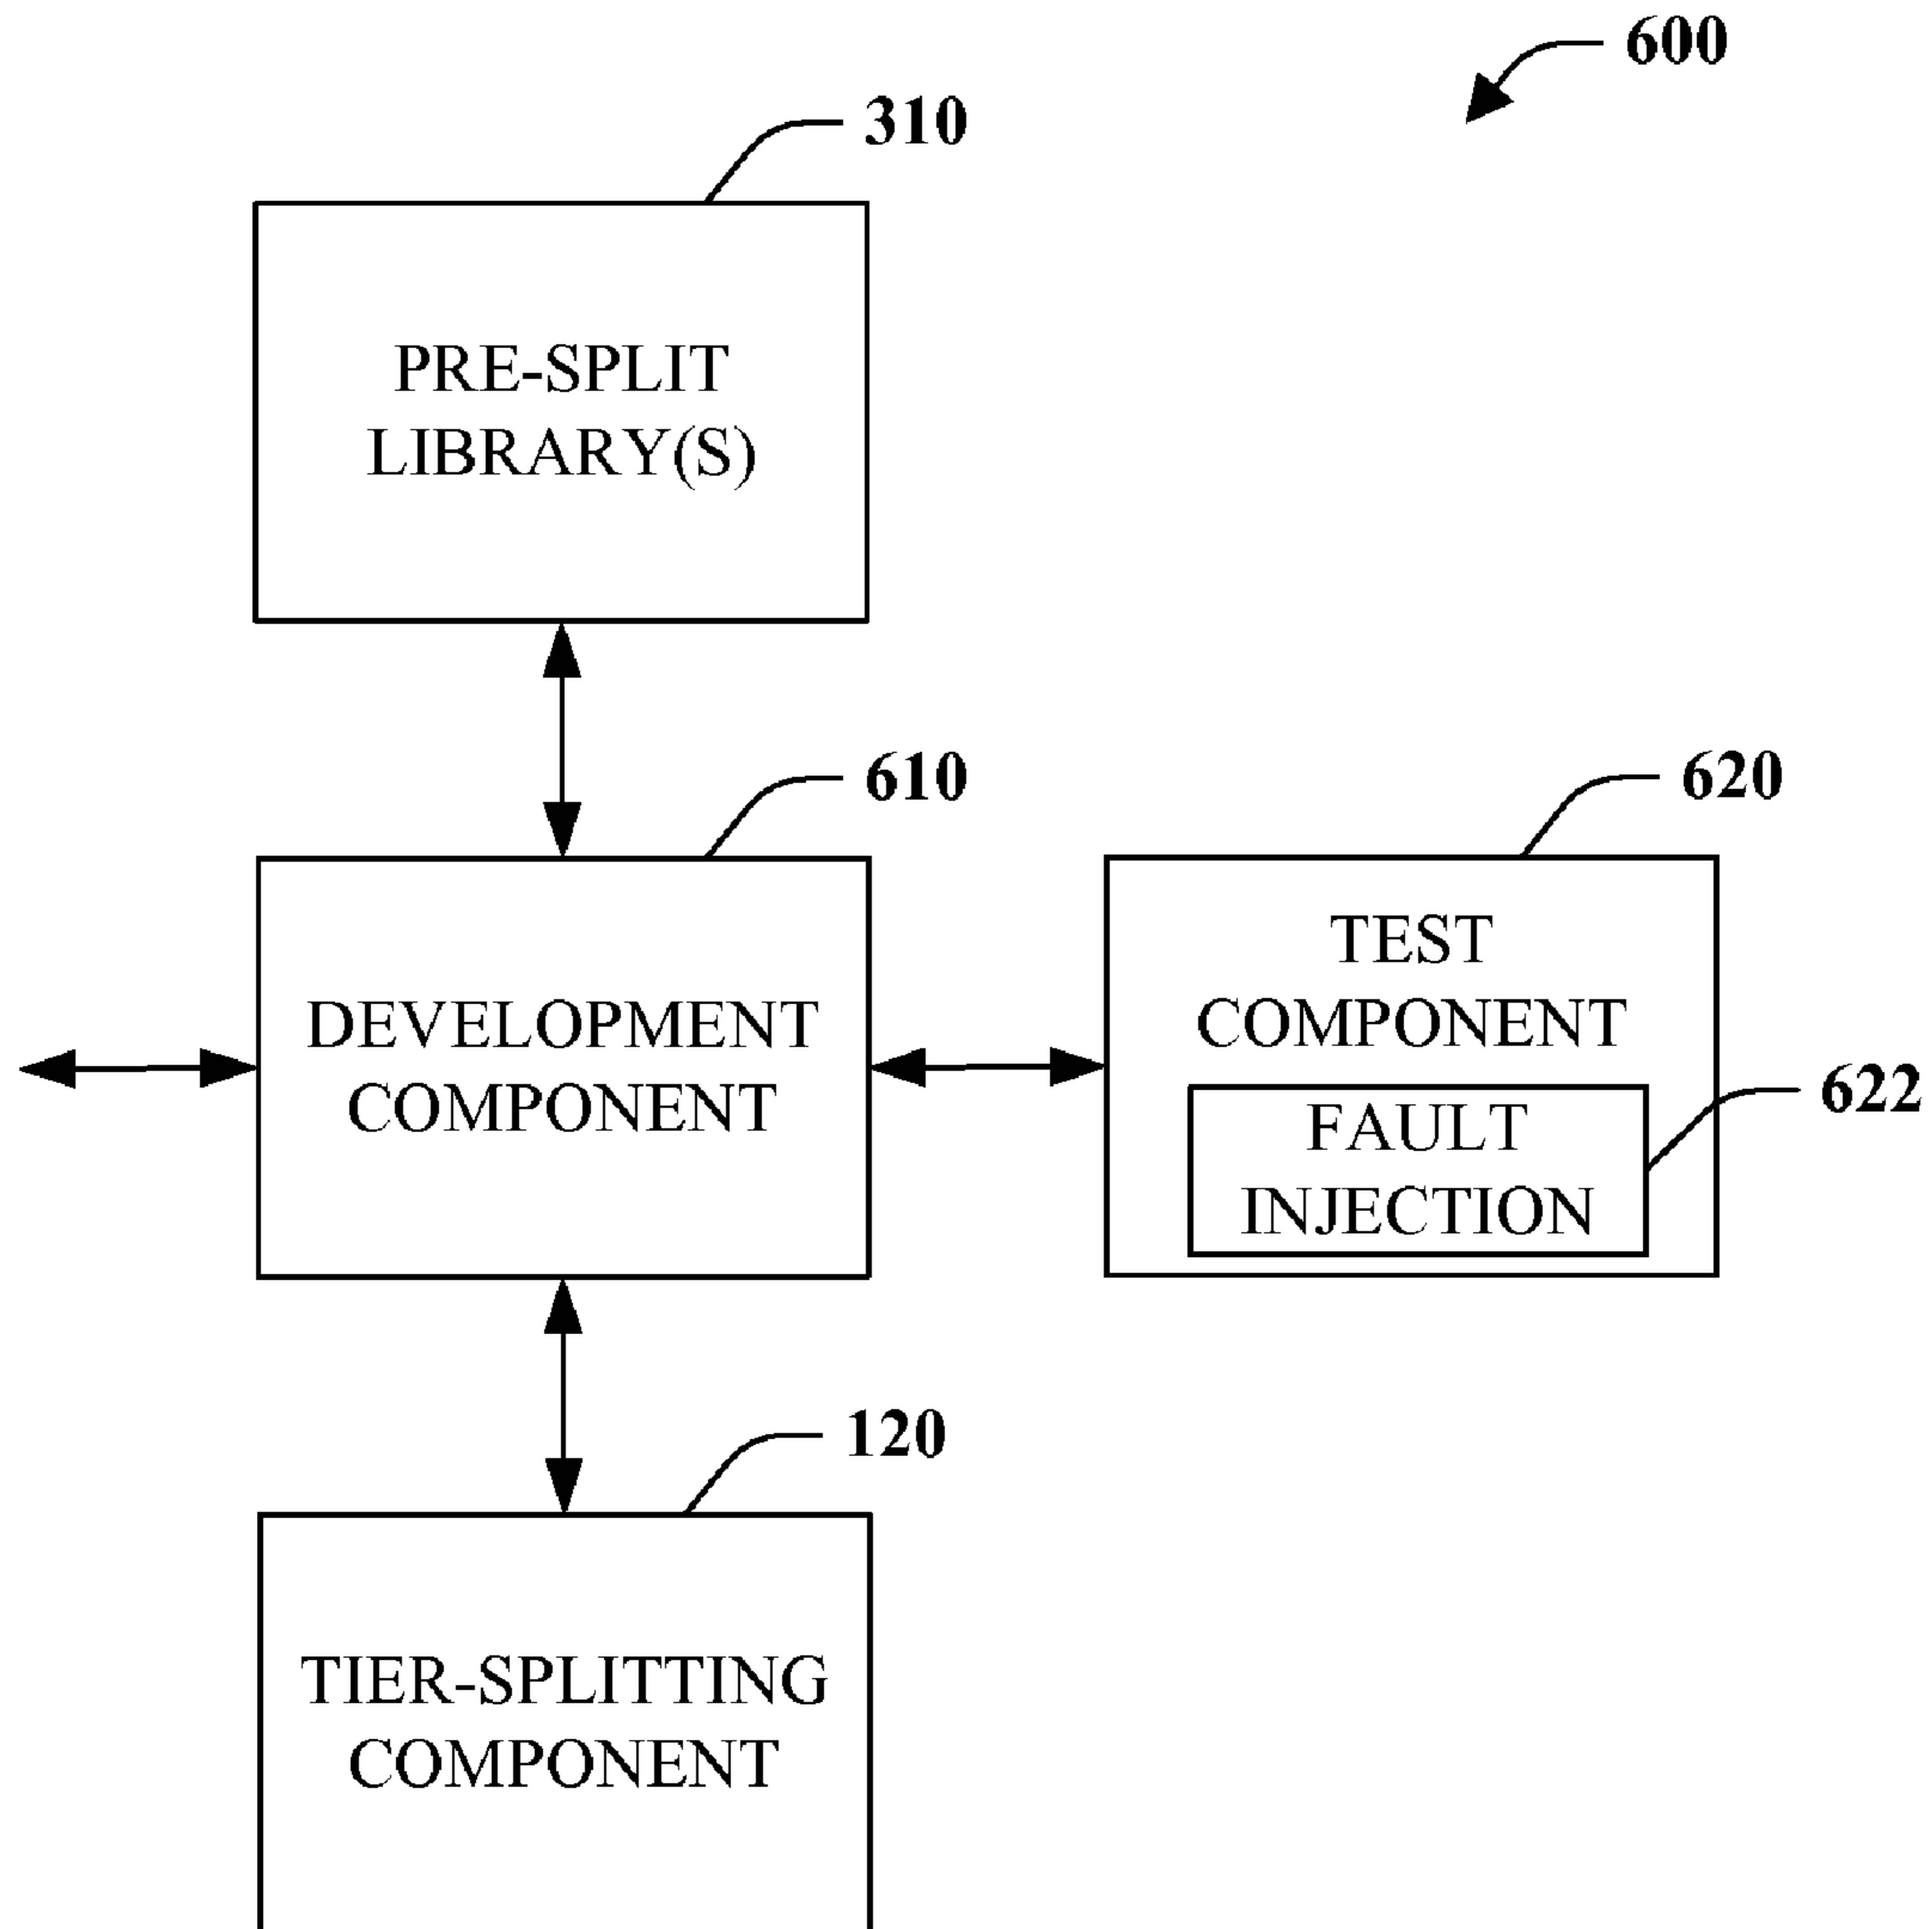 600
310
PRE-SPLIT
LIBRARY(S)
610
620
DEVELOPMENT
COMPONENT
TEST
COMPONENT
622
FAULT
INJECTION
120
TIER-SPLITTING
COMPONENT